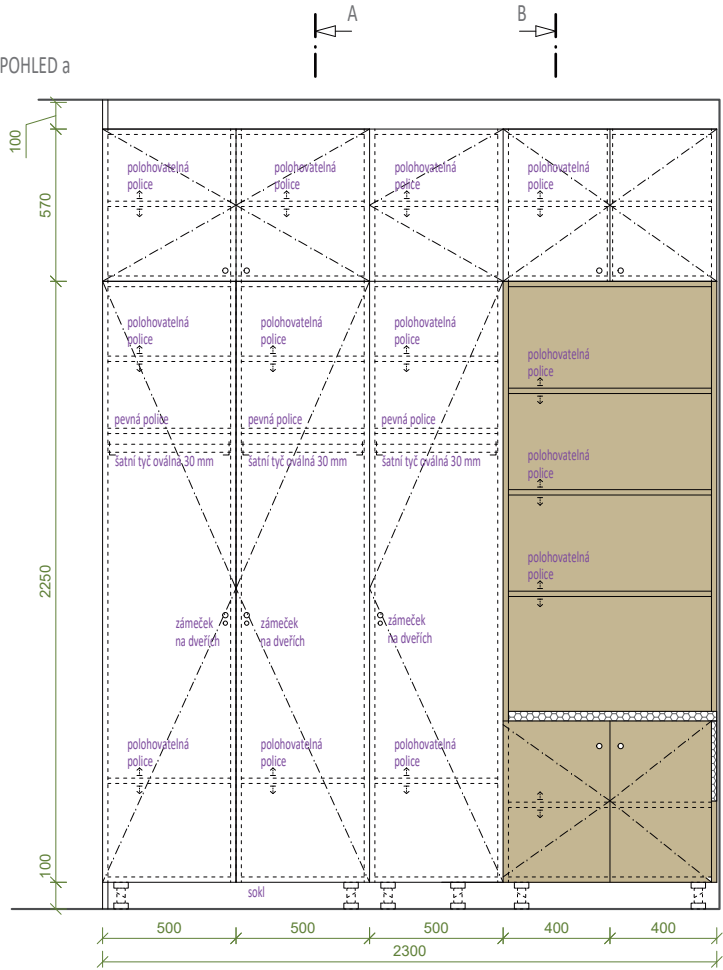 A
B
POHLED a
100
570
2250
100
polohovatelná
police
polohovatelná
police
polohovatelná
police
polohovatelná
police
polohovatelná
police
polohovatelná
police
polohovatelná
police
polohovatelná
police
pevná police
pevná police
pevná police
šatní tyč oválná 30 mm
šatní tyč oválná 30 mm
šatní tyč oválná 30 mm
polohovatelná
police
polohovatelná
police
zámeček
na dveřích
zámeček
na dveřích
zámeček
na dveřích
polohovatelná
police
polohovatelná
police
polohovatelná
police
sokl
500
500
500
400
400
2300